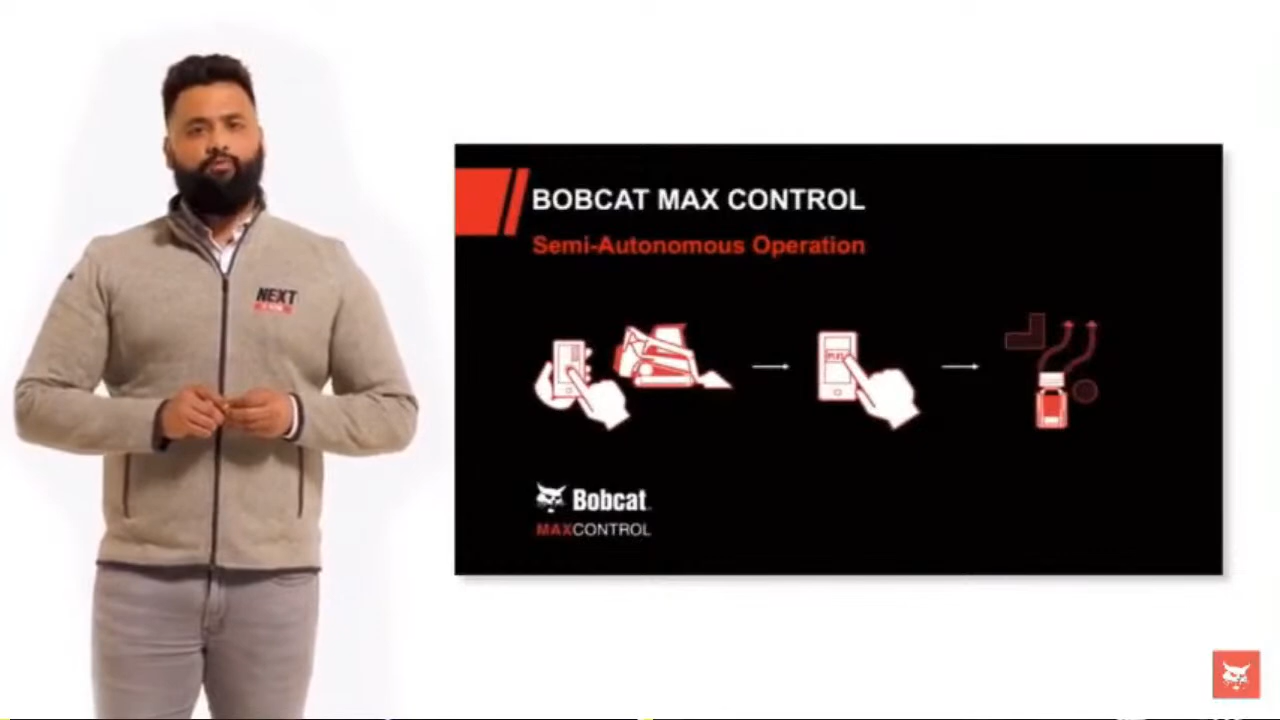 NEXT
BOBCAT MAX CONTROL
Semi-Autonomous Operation
Bobcat
MAXCONTROL